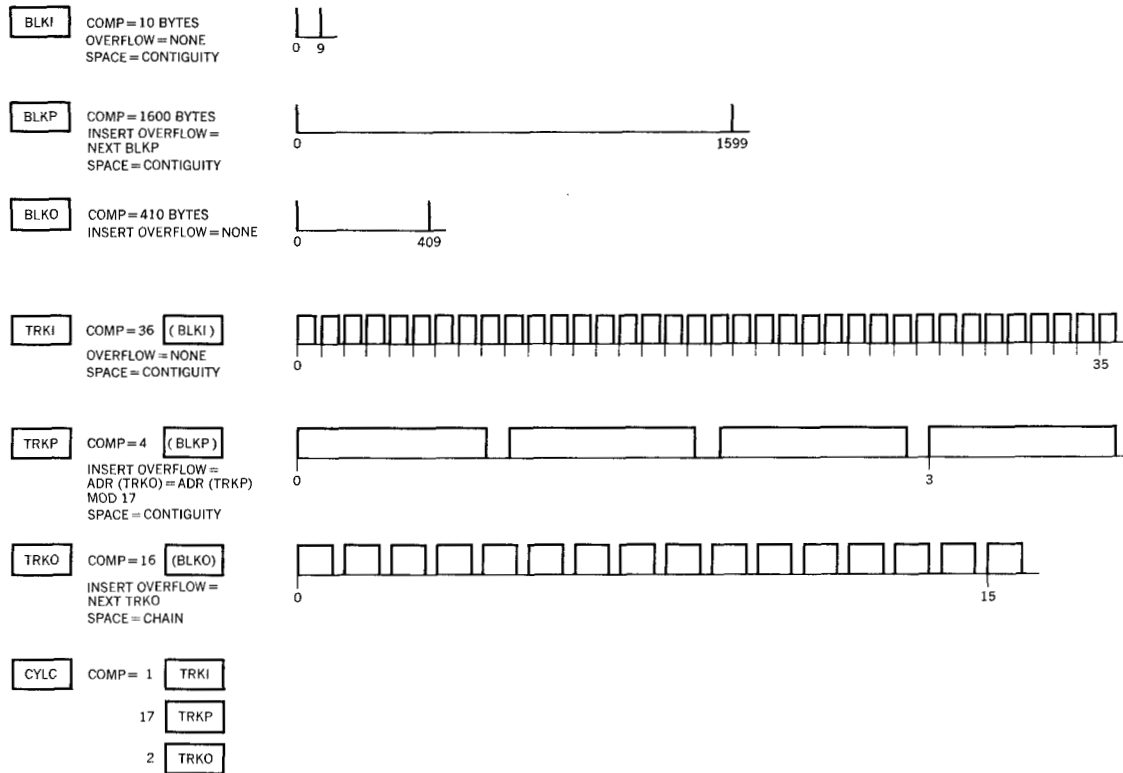 BLKI COMP=10 BYTES
OVERFLOW=NONE
SPACE=CONTIGUITY
0 9
BLKP COMP=1600 BYTES
INSERT OVERFLOW=
NEXT BLKP
SPACE=CONTIGUITY
0 1599
BLKO COMP=410 BYTES
INSERT OVERFLOW=NONE
0 409
TRKI COMP=36 (BLKI)
OVERFLOW=NONE
SPACE=CONTIGUITY
0 35
TRKP COMP=4 (BLKP)
INSERT OVERFLOW=
ADR (TRKO)=ADR (TRKP)
MOD 17
SPACE=CONTIGUITY
0 3
TRKO COMP=16 (BLKO)
INSERT OVERFLOW=
NEXT TRKO
SPACE=CHAIN
0 15
CYLC COMP= 1 TRKI
17 TRKP
2 TRKO